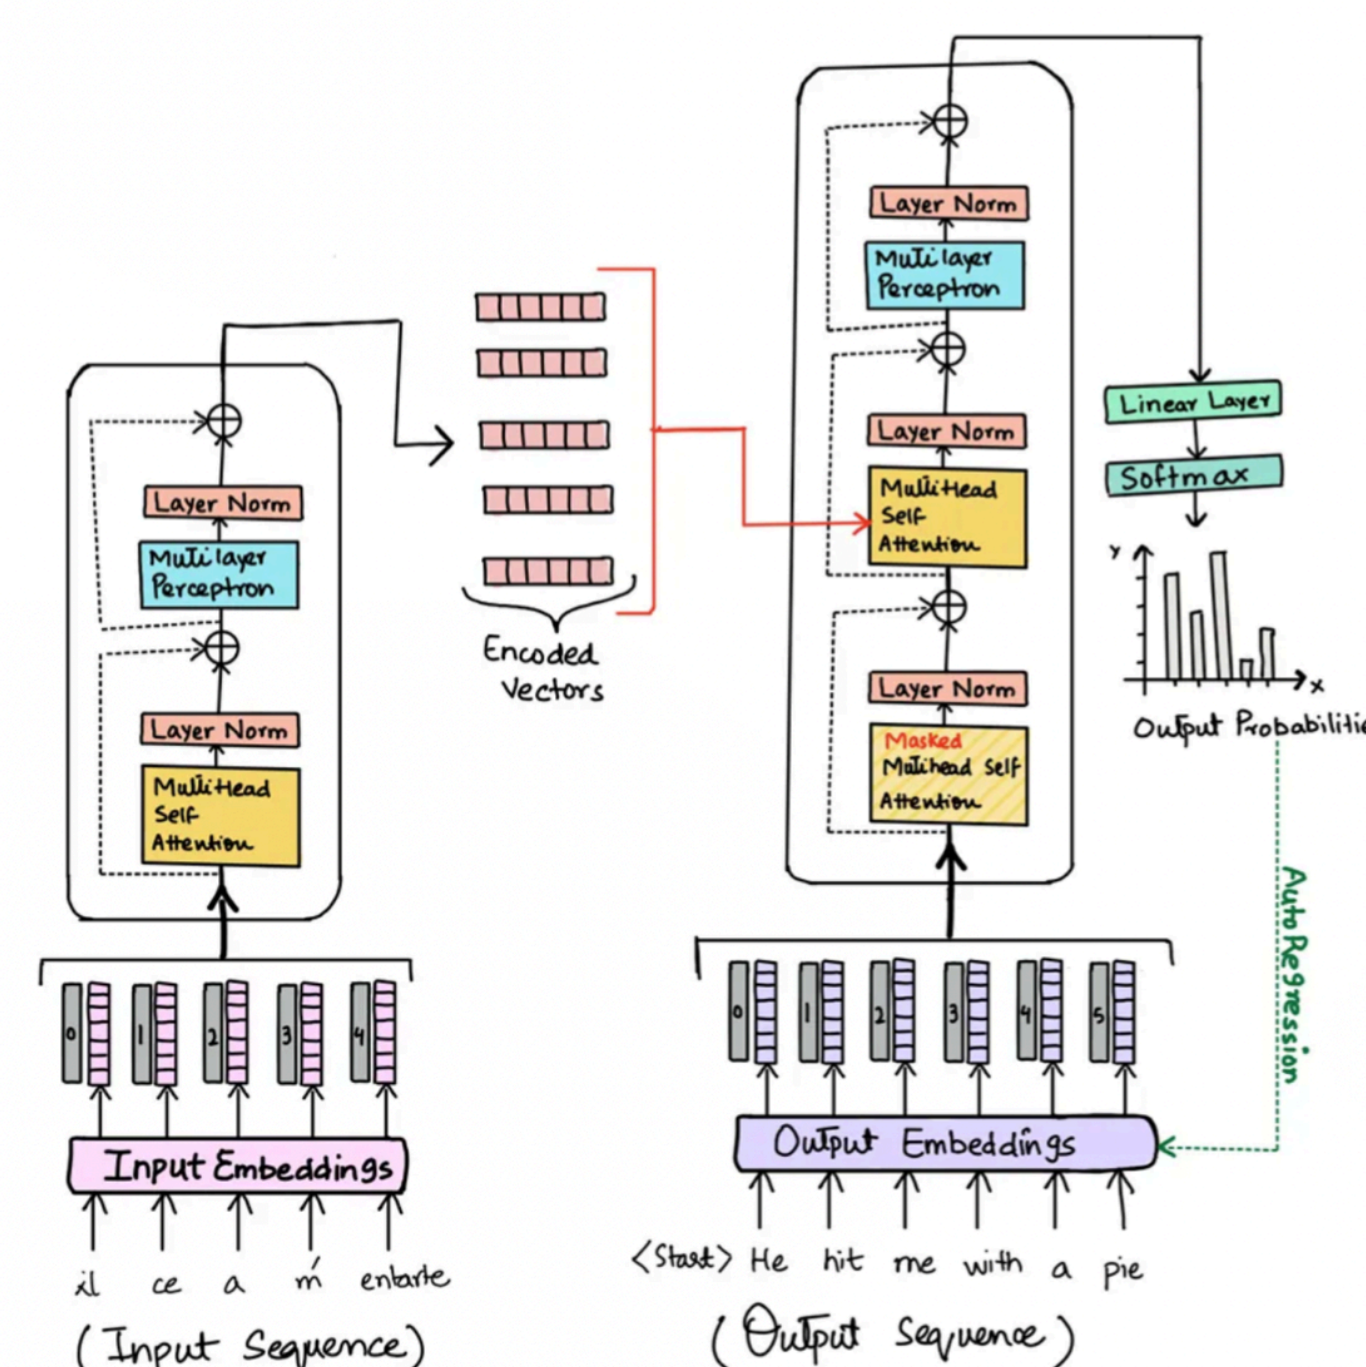 Layer Norm
Multilayer
Perceptron
Layer Norm
MultiHead
Self
Attention
0 1 2 3 4
Input Embeddings
il ce a ḿ entarte
(Input Sequence)
Encoded
Vectors
Layer Norm
Multilayer
Perceptron
Layer Norm
MultiHead
Self
Attention
Layer Norm
Masked
Multihead Self
Attention
0 1 2 3 4 5
Output Embeddings
<Start> He hit me with a pie
(Output Sequence)
Linear Layer
Softmax
Y
X
Output Probabilitie
AutoRegression